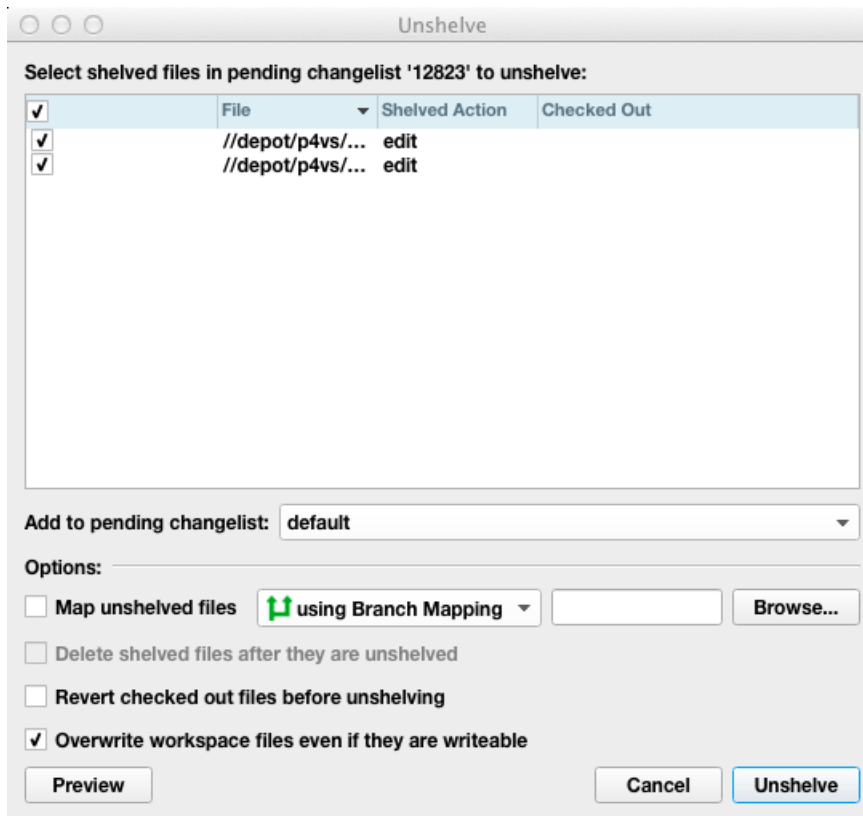 Unshelve
Select shelved files in pending changelist '12823' to unshelve:
File Shelved Action Checked Out
//depot/p4vs/... edit
//depot/p4vs/... edit
Add to pending changelist: default
Options:
Map unshelved files using Branch Mapping Browse...
Delete shelved files after they are unshelved
Revert checked out files before unshelving
Overwrite workspace files even if they are writeable
Preview Cancel Unshelve